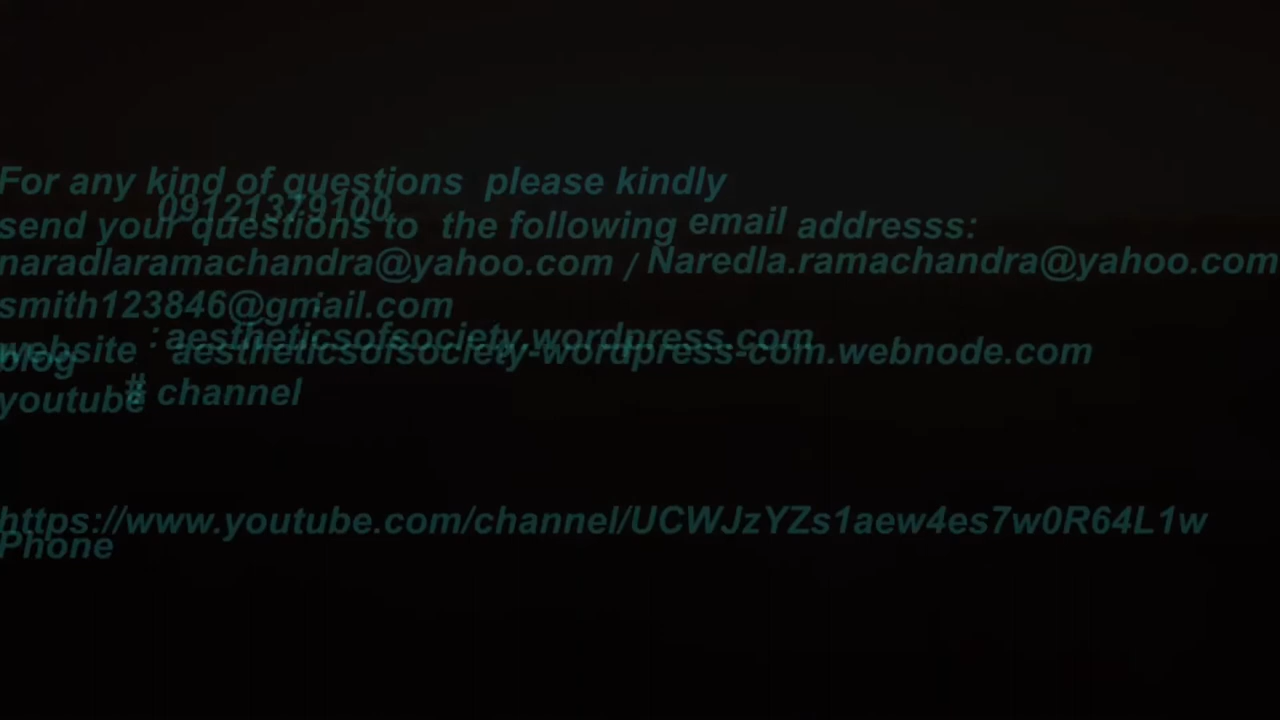 For any kind of questions please kindly
09121379100
send your questions to the following email addresss:
naradlaramachandra@yahoo.com / Naredla.ramachandra@yahoo.com
smith123846@gmail.com
: aestheticsofsociety.wordpress.com
website : aestheticsofsociety-wordpress-com.webnode.com
blog
youtube # channel
https://www.youtube.com/channel/UCWJzYZs1aew4es7w0R64L1w
Phone